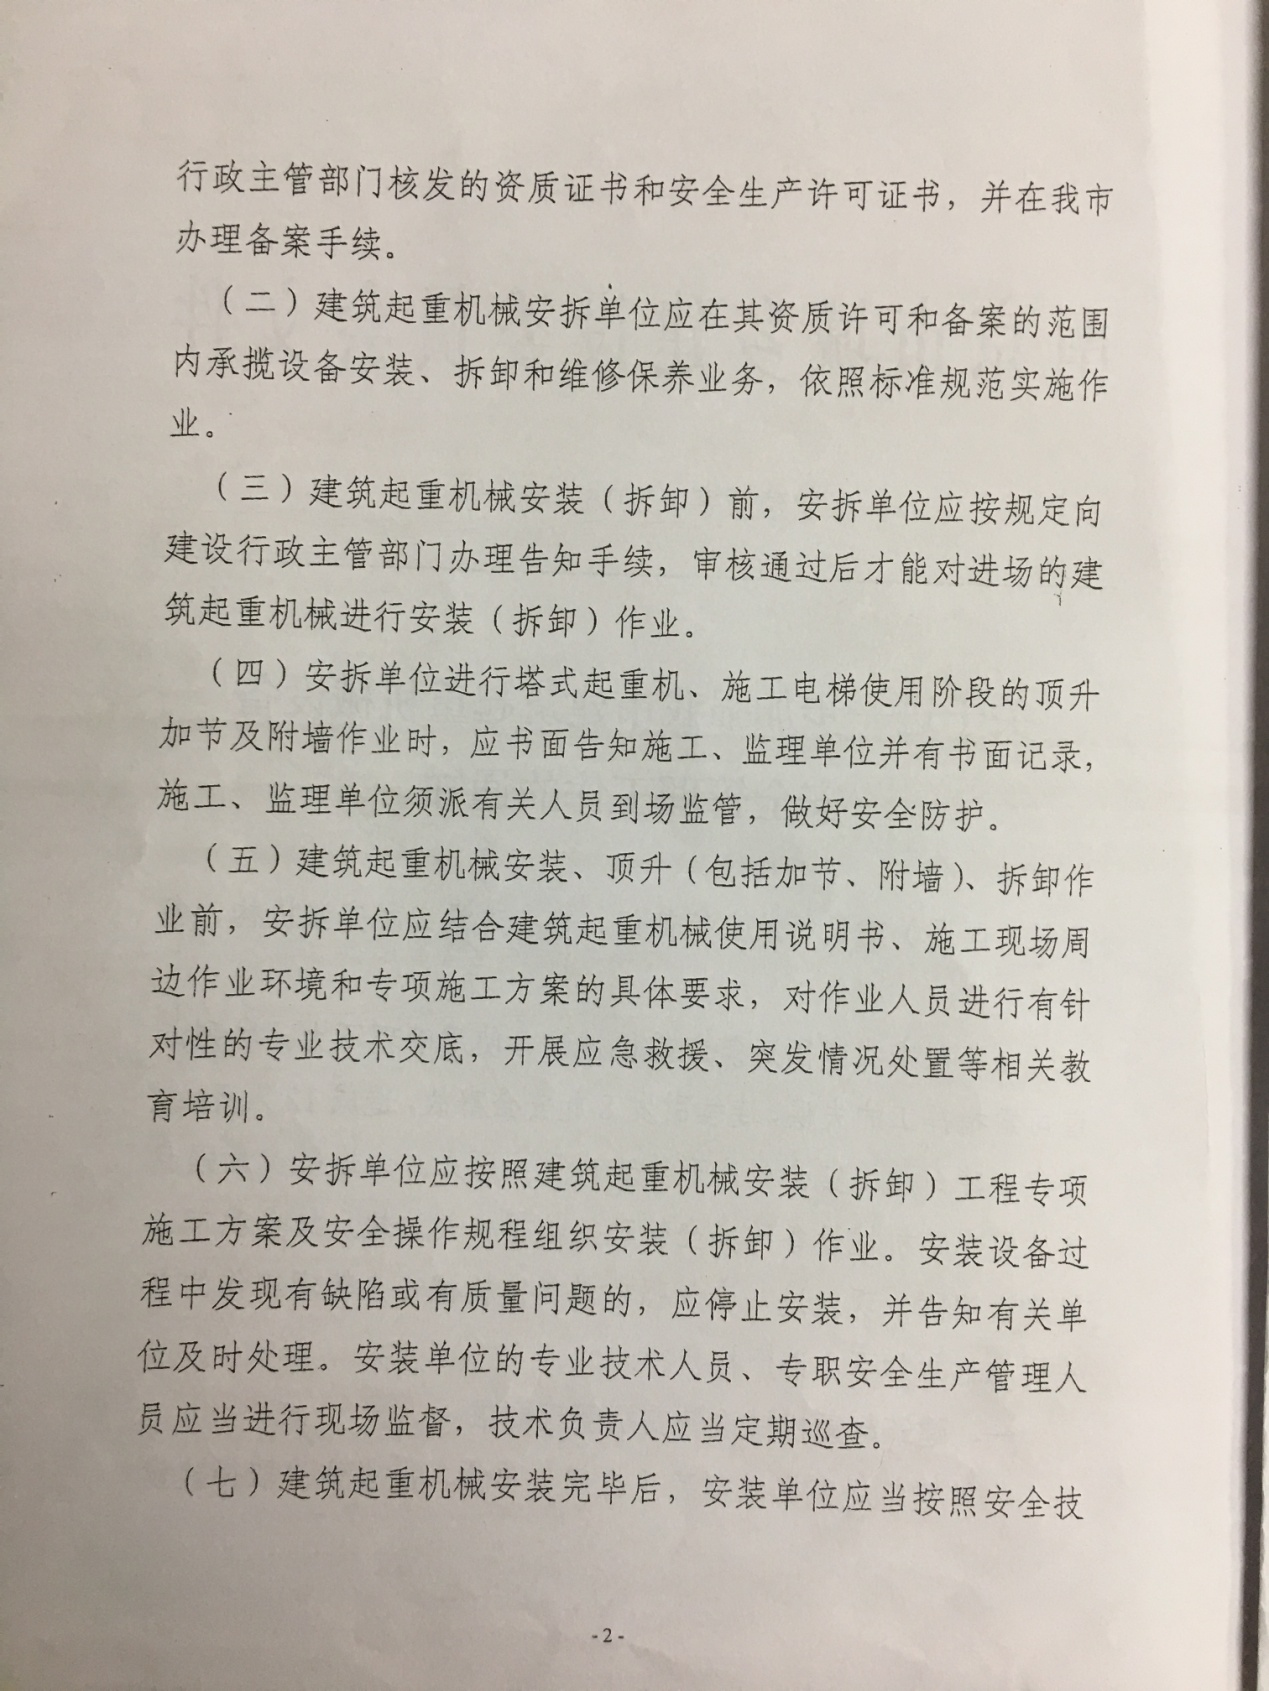 行政主管部门核发的资质证书和安全生产许可证书，并在我市
办理备案手续。
（二）建筑起重机械安拆单位应在其资质许可和备案的范围
内承揽设备安装、拆卸和维修保养业务，依照标准规范实施作
业。
（三）建筑起重机械安装（拆卸）前，安拆单位应按规定向
建设行政主管部门办理告知手续，审核通过后才能对进场的建
筑起重机械进行安装（拆卸）作业。
（四）安拆单位进行塔式起重机、施工电梯使用阶段的顶升
加节及附墙作业时，应书面告知施工、监理单位并有书面记录，
施工、监理单位须派有关人员到场监管，做好安全防护。
（五）建筑起重机械安装、顶升（包括加节、附墙）、拆卸作
业前，安拆单位应结合建筑起重机械使用说明书、施工现场周
边作业环境和专项施工方案的具体要求，对作业人员进行有针
对性的专业技术交底，开展应急救援、突发情况处置等相关教
育培训。
（六）安拆单位应按照建筑起重机械安装（拆卸）工程专项
施工方案及安全操作规程组织安装（拆卸）作业。安装设备过
程中发现有缺陷或有质量问题的，应停止安装，并告知有关单
位及时处理。安装单位的专业技术人员、专职安全生产管理人
员应当进行现场监督，技术负责人应当定期巡查。
（七）建筑起重机械安装完毕后，安装单位应当按照安全技
- 2 -